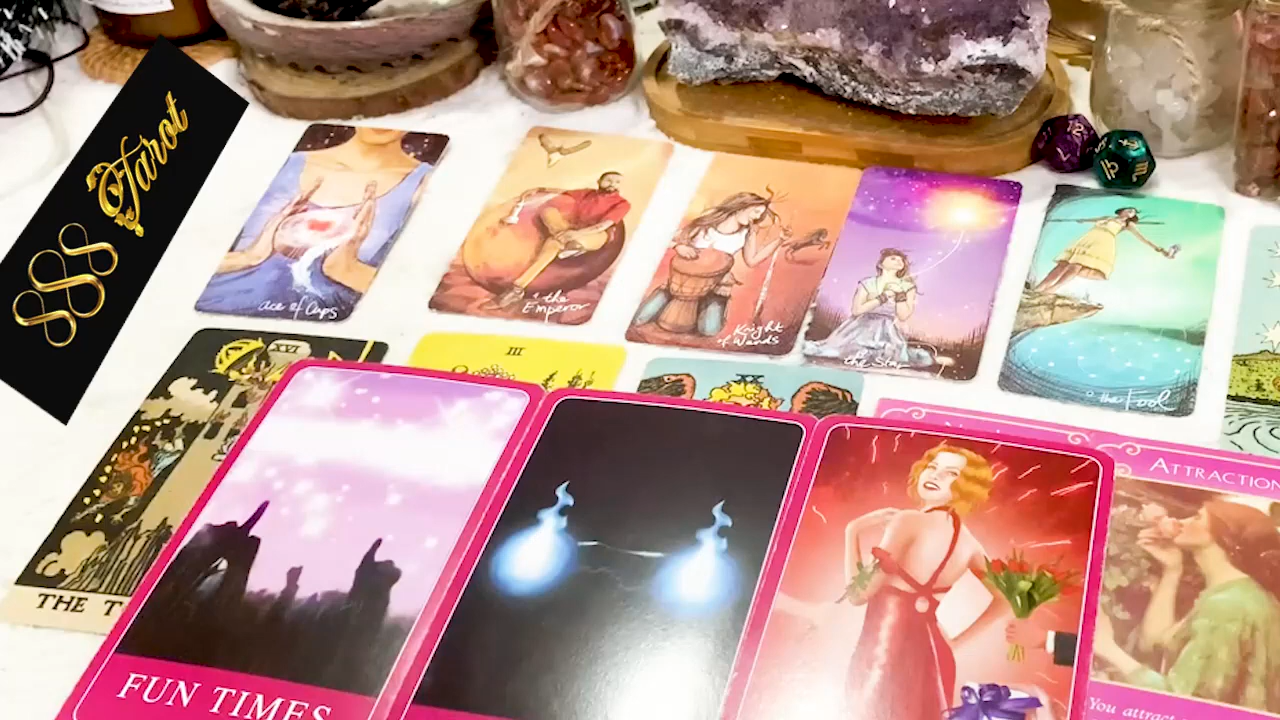 888 Tarot
ace of Cups
the
Emperor
Knight
of Wands
the Star
the Fool
XVI
III
THE T
FUN TIMES
ATTRACTION
You attract